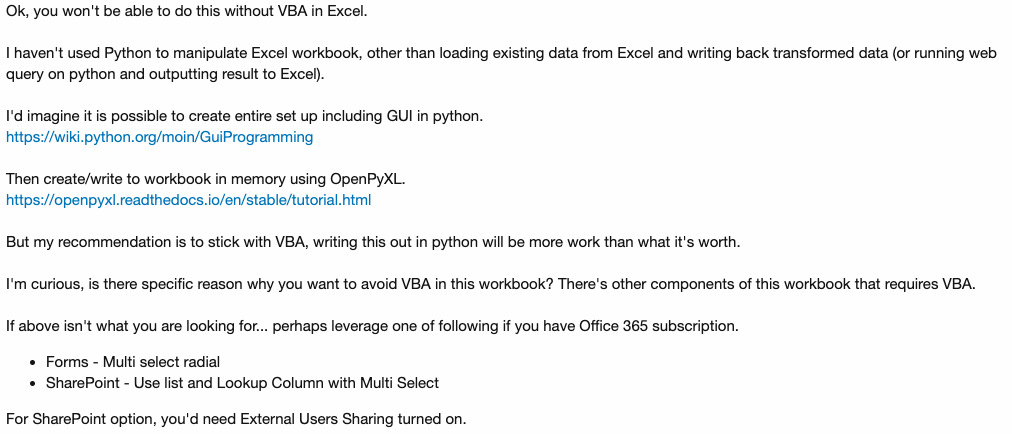 Ok, you won't be able to do this without VBA in Excel.
I haven't used Python to manipulate Excel workbook, other than loading existing data from Excel and writing back transformed data (or running web
query on python and outputting result to Excel).
I'd imagine it is possible to create entire set up including GUI in python.
https://wiki.python.org/moin/GuiProgramming
Then create/write to workbook in memory using OpenPyXL.
https://openpyxl.readthedocs.io/en/stable/tutorial.html
But my recommendation is to stick with VBA, writing this out in python will be more work than what it's worth.
I'm curious, is there specific reason why you want to avoid VBA in this workbook? There's other components of this workbook that requires VBA.
If above isn't what you are looking for... perhaps leverage one of following if you have Office 365 subscription.
• Forms - Multi select radial
• SharePoint - Use list and Lookup Column with Multi Select
For SharePoint option, you'd need External Users Sharing turned on.